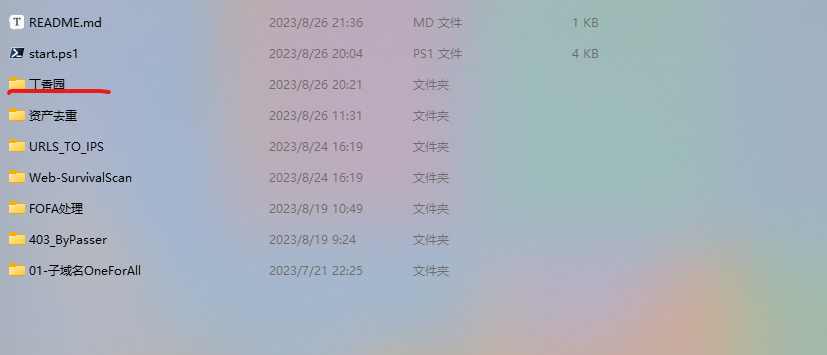 README.md 2023/8/26 21:36 MD 文件 1 KB
start.ps1 2023/8/26 20:04 PS1 文件 4 KB
丁香园 2023/8/26 20:21 文件夹
资产去重 2023/8/26 11:31 文件夹
URLS_TO_IPS 2023/8/24 16:19 文件夹
Web-SurvivalScan 2023/8/24 16:19 文件夹
FOFA处理 2023/8/19 10:49 文件夹
403_ByPasser 2023/8/19 9:24 文件夹
01-子域名OneForAll 2023/7/21 22:25 文件夹